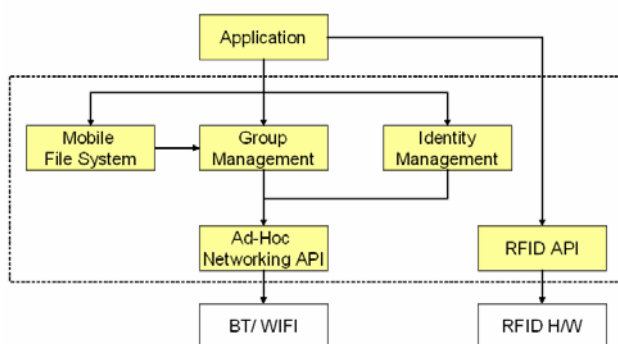 Application
Mobile
File System
Group
Management
Identity
Management
Ad-Hoc
Networking API
RFID API
BT/ WIFI
RFID H/W